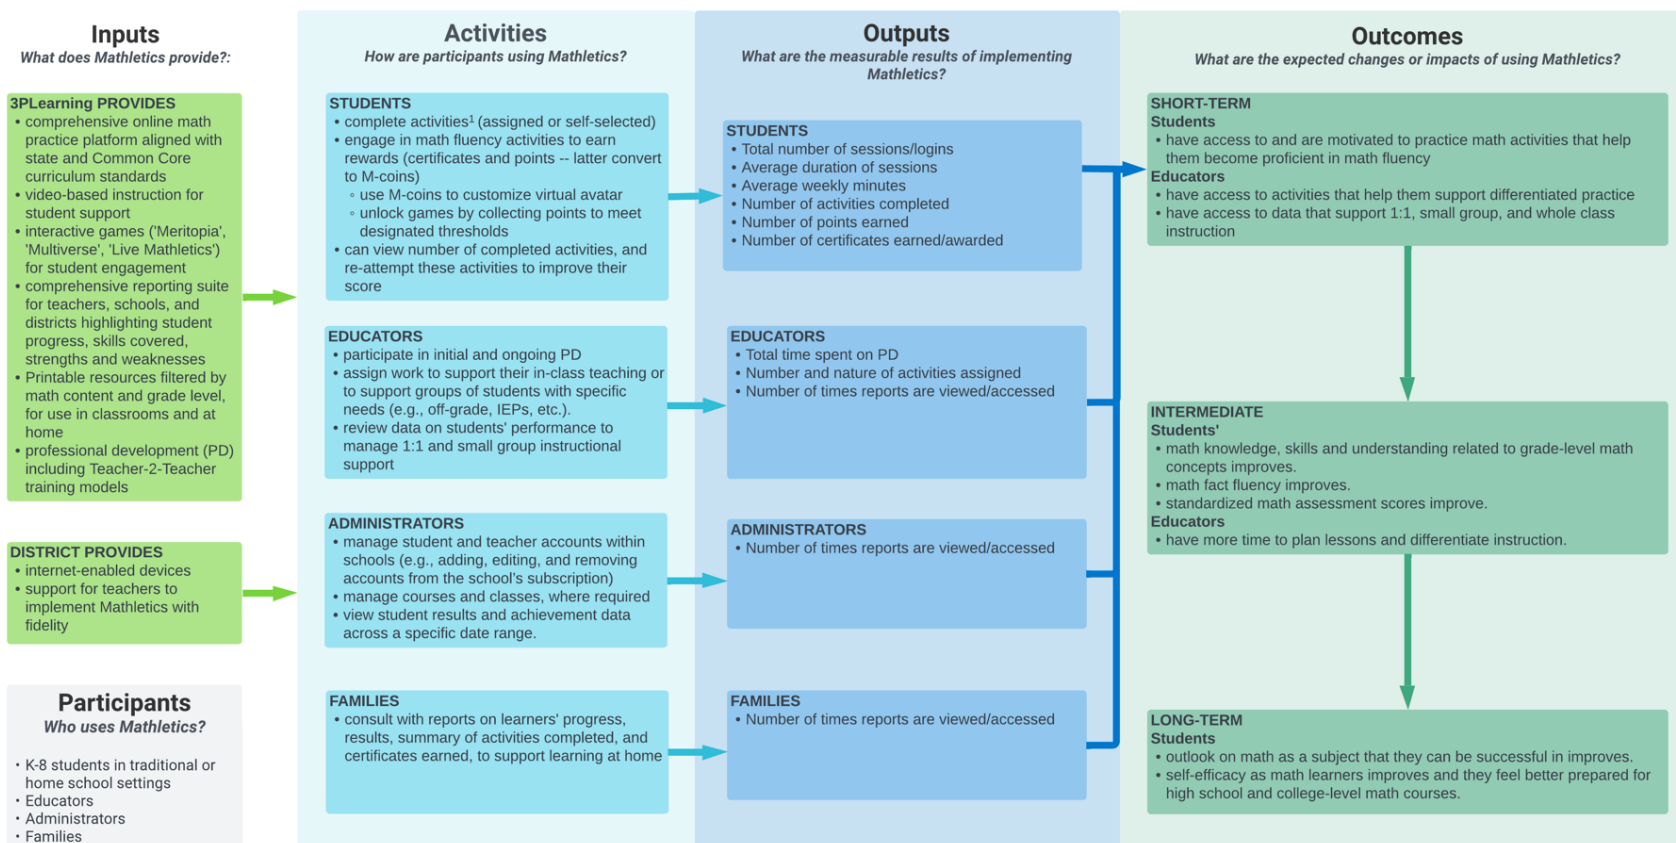 Inputs
What does Mathletics provide?:
3PLearning PROVIDES
• comprehensive online math
practice platform aligned with
state and Common Core
curriculum standards
• video-based instruction for
student support
• interactive games ('Meritopia',
'Multiverse', 'Live Mathletics')
for student engagement
• comprehensive reporting suite
for teachers, schools, and
districts highlighting student
progress, skills covered,
strengths and weaknesses
• Printable resources filtered by
math content and grade level,
for use in classrooms and at
home
• professional development (PD)
including Teacher-2-Teacher
training models
DISTRICT PROVIDES
• internet-enabled devices
• support for teachers to
implement Mathletics with
fidelity
Participants
Who uses Mathletics?
• K-8 students in traditional or
home school settings
• Educators
• Administrators
• Families
Activities
How are participants using Mathletics?
STUDENTS
• complete activities¹ (assigned or self-selected)
• engage in math fluency activities to earn
rewards (certificates and points -- latter convert
to M-coins)
◦ use M-coins to customize virtual avatar
◦ unlock games by collecting points to meet
designated thresholds
• can view number of completed activities, and
re-attempt these activities to improve their
score
EDUCATORS
• participate in initial and ongoing PD
• assign work to support their in-class teaching or
to support groups of students with specific
needs (e.g., off-grade, IEPs, etc.).
• review data on students' performance to
manage 1:1 and small group instructional
support
ADMINISTRATORS
• manage student and teacher accounts within
schools (e.g., adding, editing, and removing
accounts from the school's subscription)
• manage courses and classes, where required
• view student results and achievement data
across a specific date range.
FAMILIES
• consult with reports on learners' progress,
results, summary of activities completed, and
certificates earned, to support learning at home
Outputs
What are the measurable results of implementing
Mathletics?
STUDENTS
• Total number of sessions/logins
• Average duration of sessions
• Average weekly minutes
• Number of activities completed
• Number of points earned
• Number of certificates earned/awarded
EDUCATORS
• Total time spent on PD
• Number and nature of activities assigned
• Number of times reports are viewed/accessed
ADMINISTRATORS
• Number of times reports are viewed/accessed
FAMILIES
• Number of times reports are viewed/accessed
Outcomes
What are the expected changes or impacts of using Mathletics?
SHORT-TERM
Students
• have access to and are motivated to practice math activities that help
them become proficient in math fluency
Educators
• have access to activities that help them support differentiated practice
• have access to data that support 1:1, small group, and whole class
instruction
INTERMEDIATE
Students'
• math knowledge, skills and understanding related to grade-level math
concepts improves.
• math fact fluency improves.
• standardized math assessment scores improve.
Educators
• have more time to plan lessons and differentiate instruction.
LONG-TERM
Students
• outlook on math as a subject that they can be successful in improves.
• self-efficacy as math learners improves and they feel better prepared for
high school and college-level math courses.